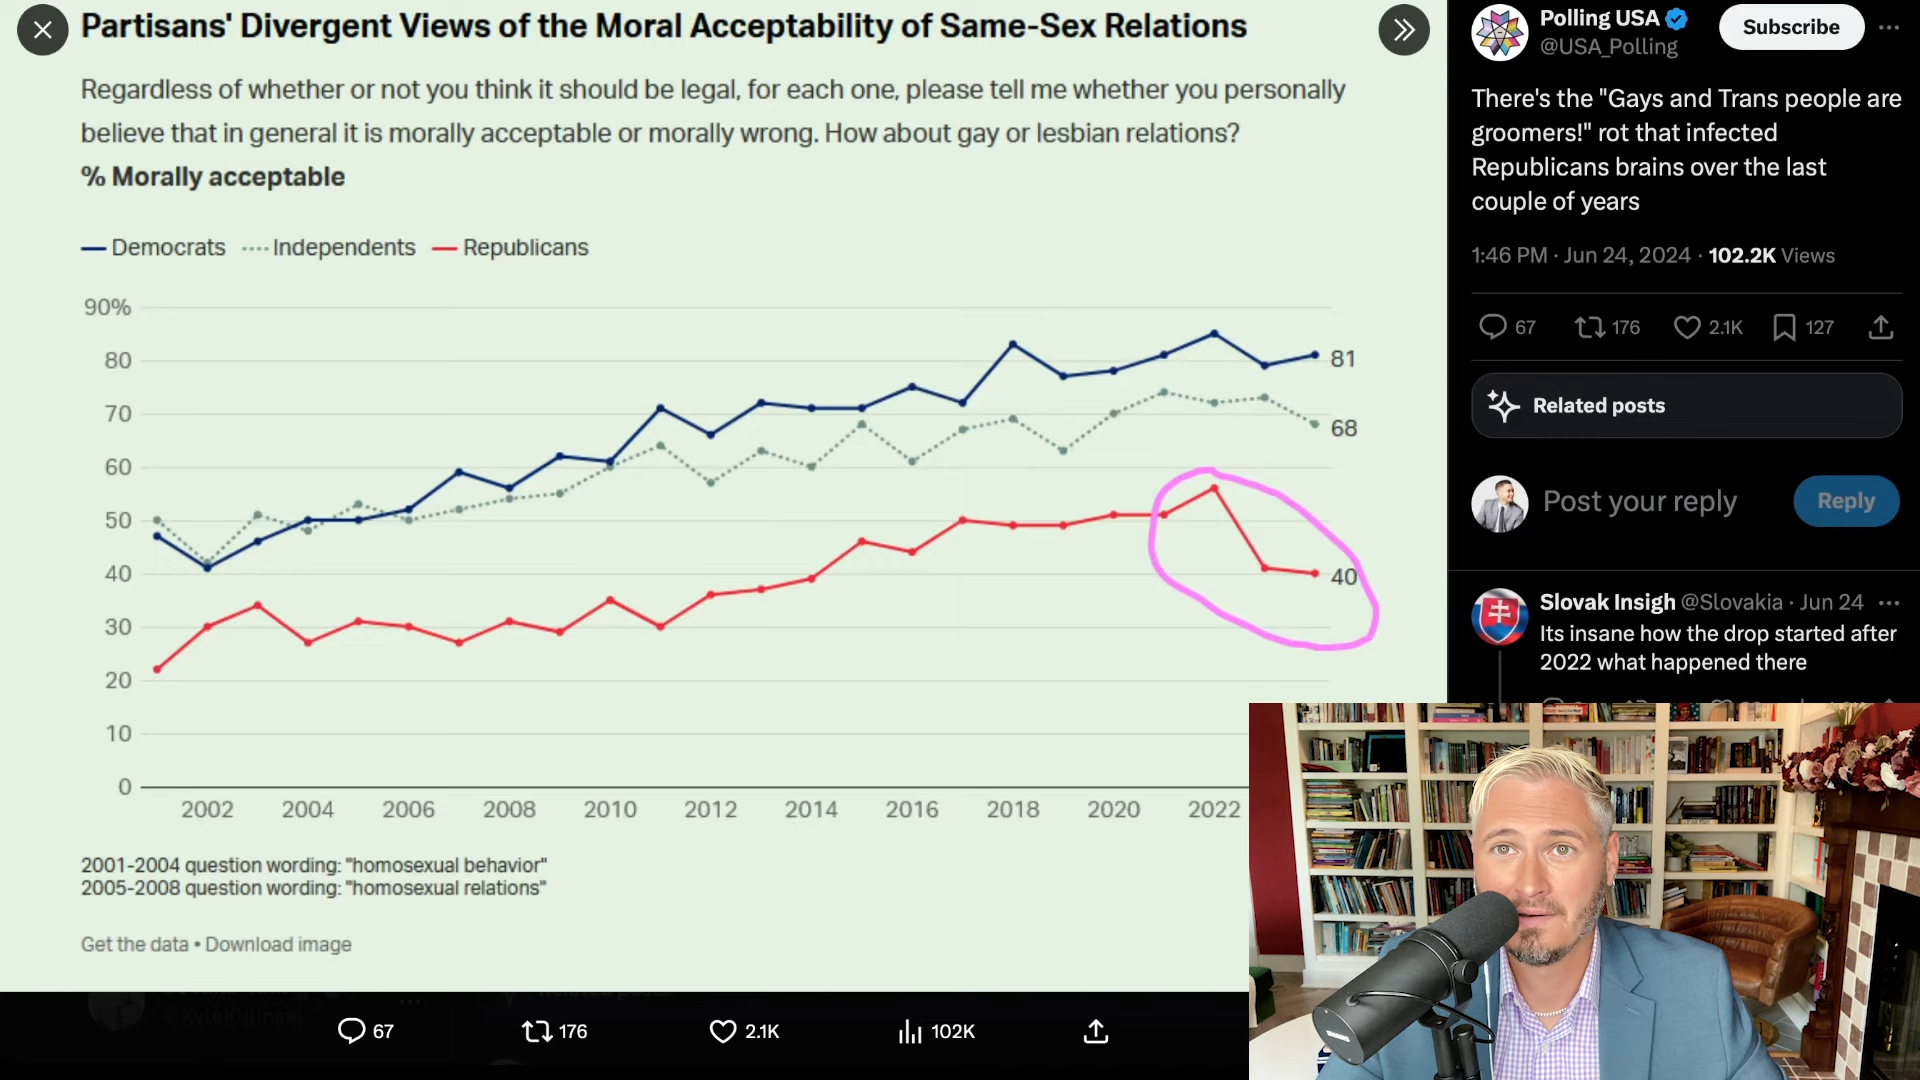 Partisans' Divergent Views of the Moral Acceptability of Same-Sex Relations
Regardless of whether or not you think it should be legal, for each one, please tell me whether you personally
believe that in general it is morally acceptable or morally wrong. How about gay or lesbian relations?
% Morally acceptable
Democrats Independents Republicans
90%
80
70
60
50
40
30
20
10
0
81
68
40
2002 2004 2006 2008 2010 2012 2014 2016 2018 2020 2022
2001-2004 question wording: "homosexual behavior"
2005-2008 question wording: "homosexual relations"
Get the data • Download image
67 176 2.1K 102K
Polling USA
@USA_Polling
Subscribe
There's the "Gays and Trans people are
groomers!" rot that infected
Republicans brains over the last
couple of years
1:46 PM · Jun 24, 2024 · 102.2K Views
67 176 2.1K 127
Related posts
Post your reply
Reply
Slovak Insigh @Slovakia · Jun 24
Its insane how the drop started after
2022 what happened there